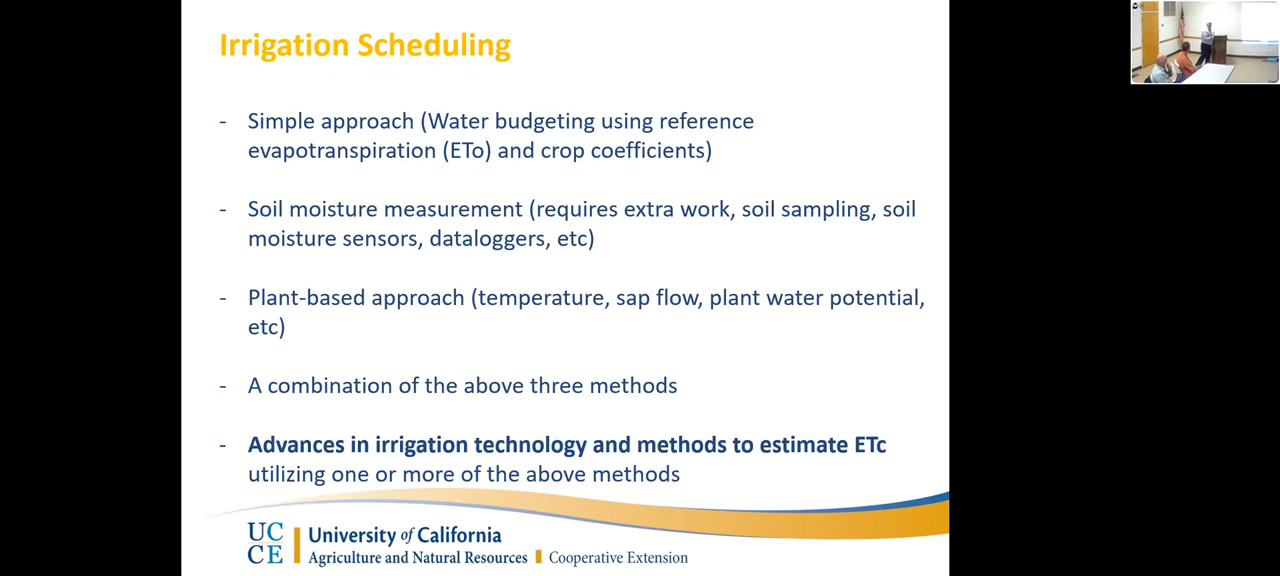 Irrigation Scheduling
- Simple approach (Water budgeting using reference
evapotranspiration (ETo) and crop coefficients)
- Soil moisture measurement (requires extra work, soil sampling, soil
moisture sensors, dataloggers, etc)
- Plant-based approach (temperature, sap flow, plant water potential,
etc)
- A combination of the above three methods
- Advances in irrigation technology and methods to estimate ETc
utilizing one or more of the above methods
UC
CE
University of California
Agriculture and Natural Resources Cooperative Extension